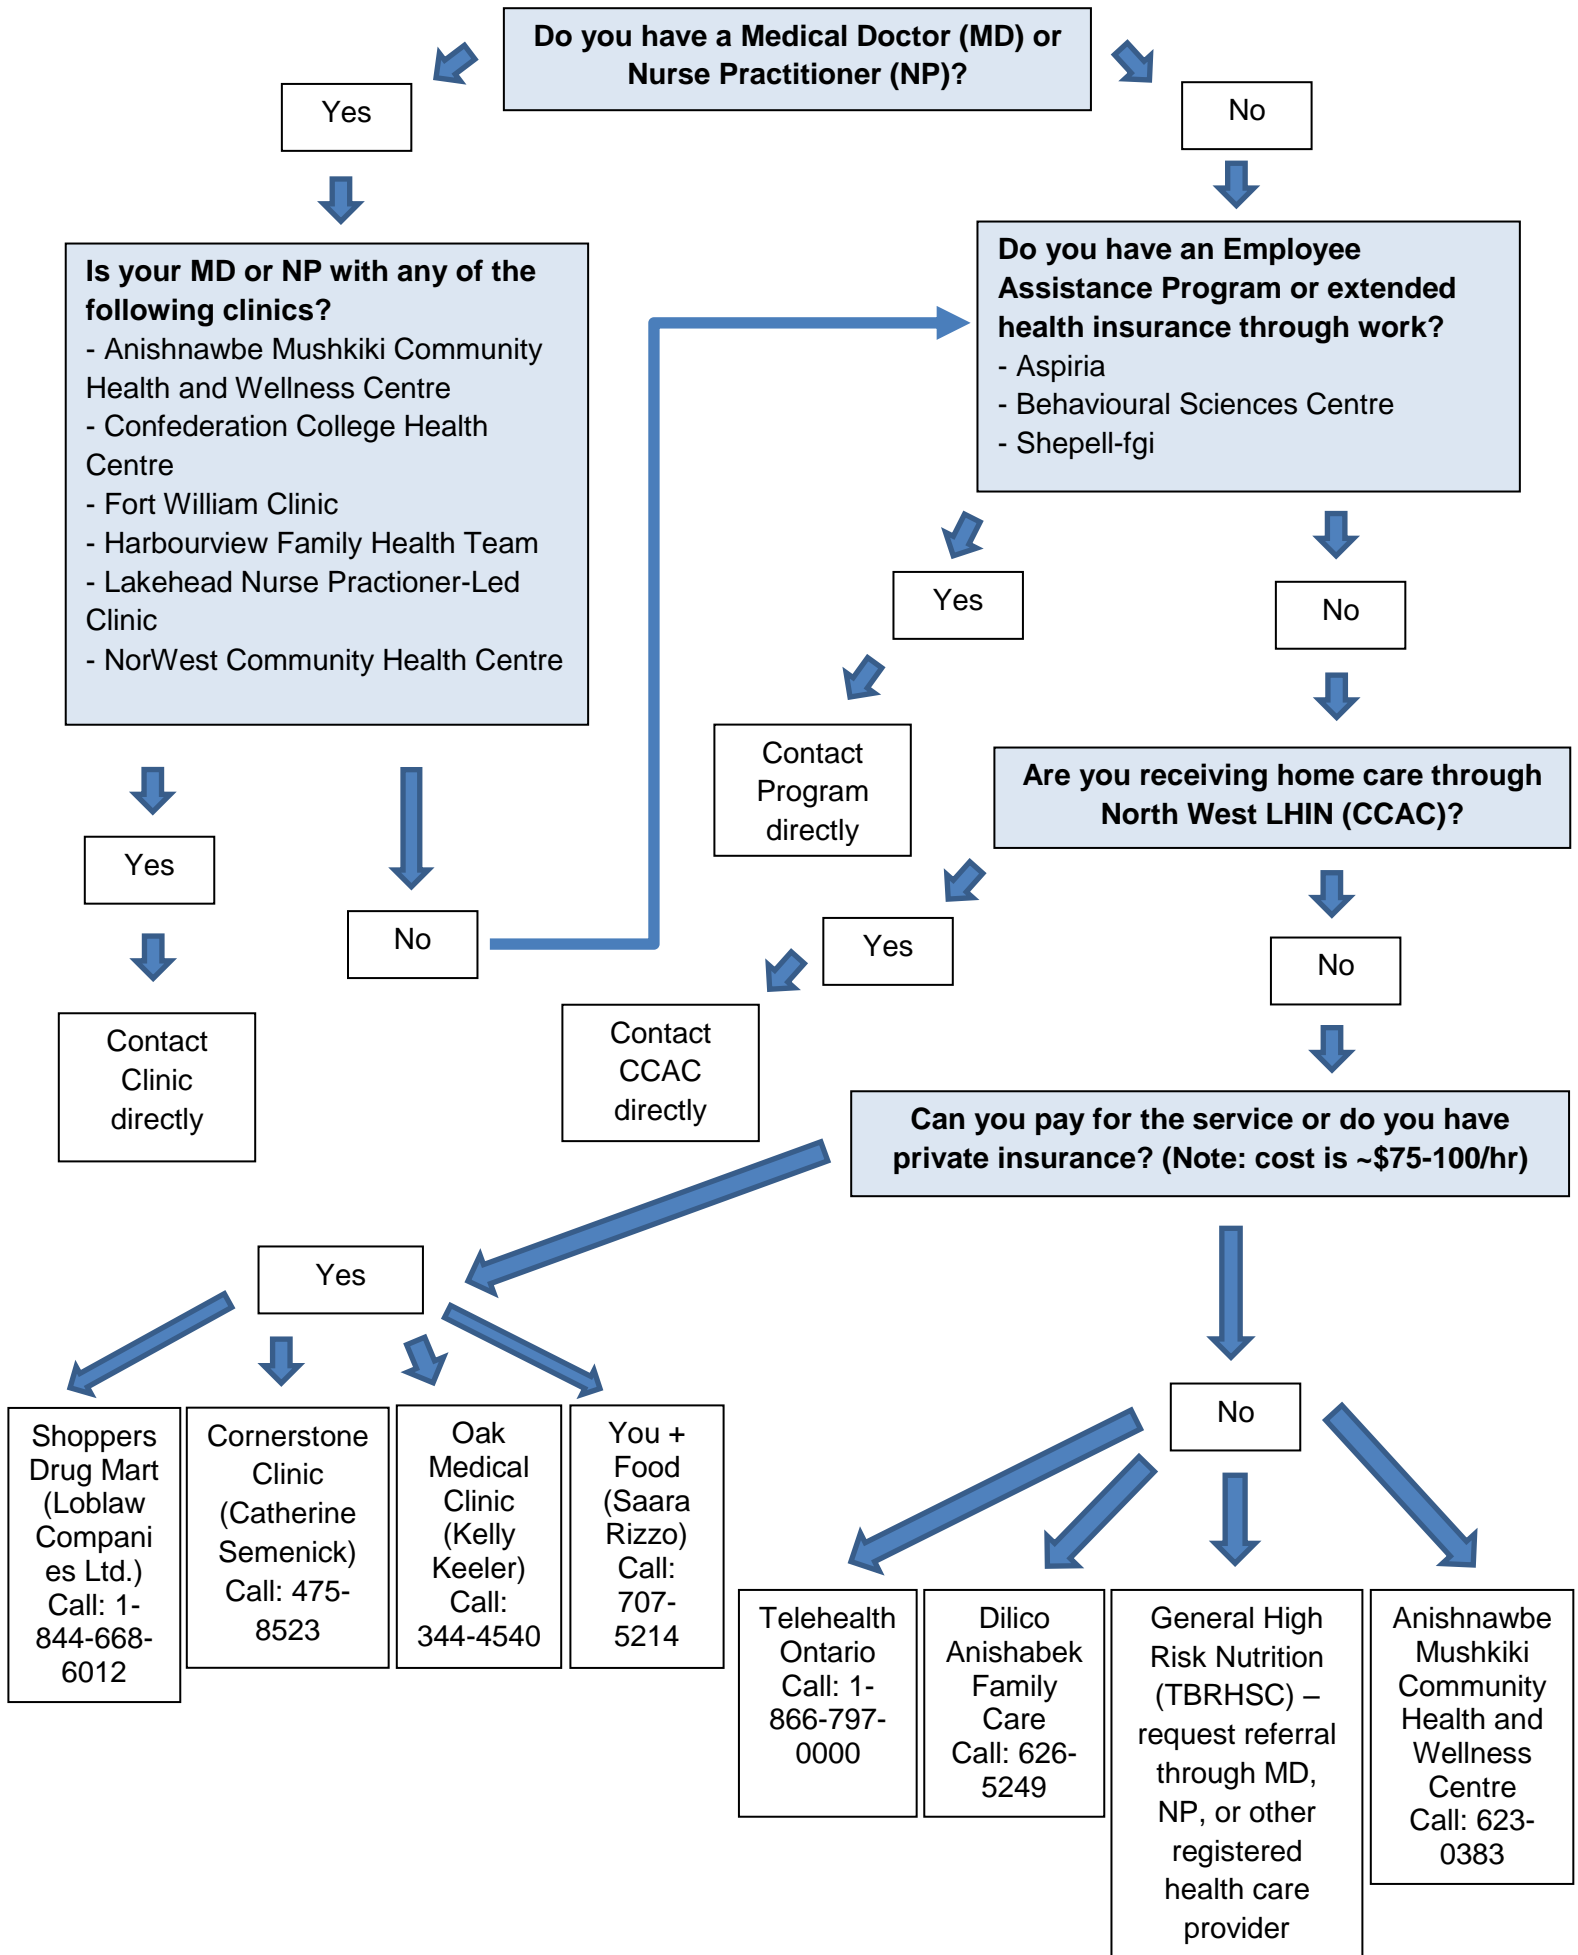 Do you have a Medical Doctor (MD) or
Nurse Practitioner (NP)?
Yes
No
Is your MD or NP with any of the
following clinics?
- Anishnawbe Mushkiki Community
Health and Wellness Centre
- Confederation College Health
Centre
- Fort William Clinic
- Harbourview Family Health Team
- Lakehead Nurse Practioner-Led
Clinic
- NorWest Community Health Centre
Do you have an Employee
Assistance Program or extended
health insurance through work?
- Aspiria
- Behavioural Sciences Centre
- Shepell-fgi
Yes
No
Contact
Program
directly
Are you receiving home care through
North West LHIN (CCAC)?
Yes
No
Yes
No
Contact
Clinic
directly
Contact
CCAC
directly
Can you pay for the service or do you have
private insurance? (Note: cost is ~$75-100/hr)
Yes
No
Shoppers
Drug Mart
(Loblaw
Compani
es Ltd.)
Call: 1-
844-668-
6012
Cornerstone
Clinic
(Catherine
Semenick)
Call: 475-
8523
Oak
Medical
Clinic
(Kelly
Keeler)
Call:
344-4540
You +
Food
(Saara
Rizzo)
Call:
707-
5214
Telehealth
Ontario
Call: 1-
866-797-
0000
Dilico
Anishabek
Family
Care
Call: 626-
5249
General High
Risk Nutrition
(TBRHSC) –
request referral
through MD,
NP, or other
registered
health care
provider
Anishnawbe
Mushkiki
Community
Health and
Wellness
Centre
Call: 623-
0383